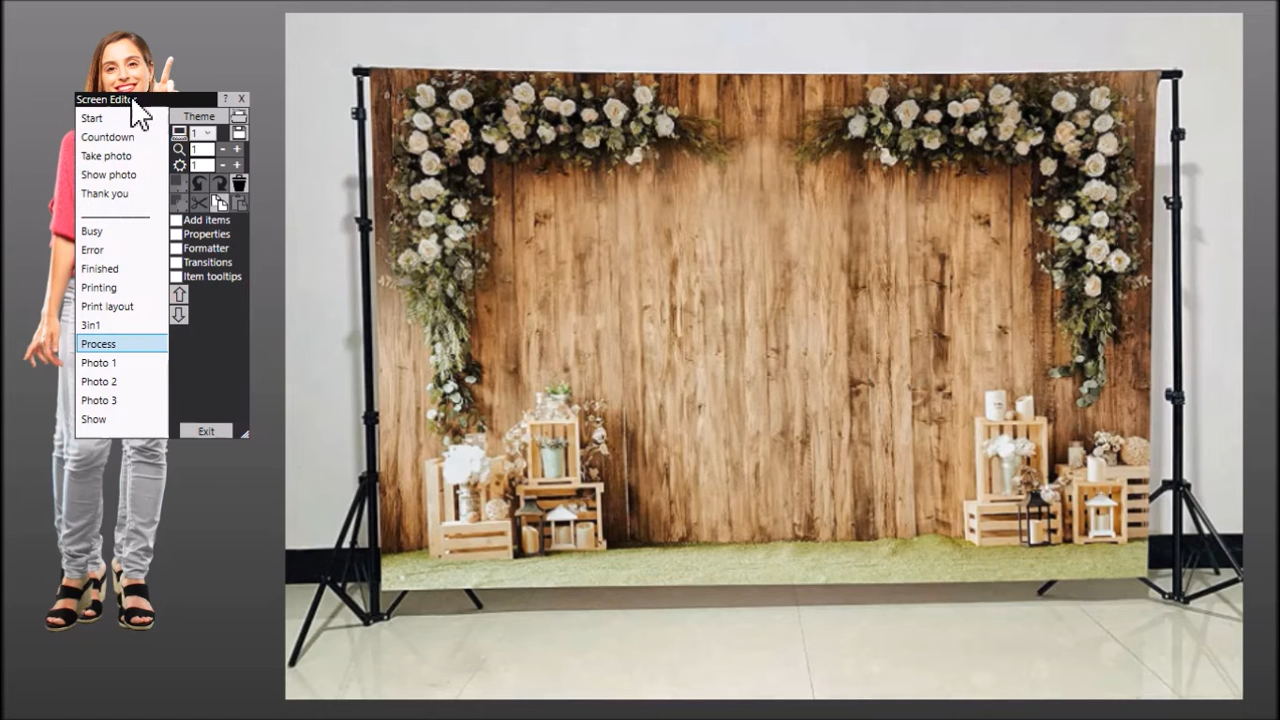 Screen Editor ? X
Start
Countdown
Take photo
Show photo
Thank you
Busy
Error
Finished
Printing
Print layout
3in1
Process
Photo 1
Photo 2
Photo 3
Show
Theme
1
1 - +
1 - +
Add items
Properties
Formatter
Transitions
Item tooltips
Exit